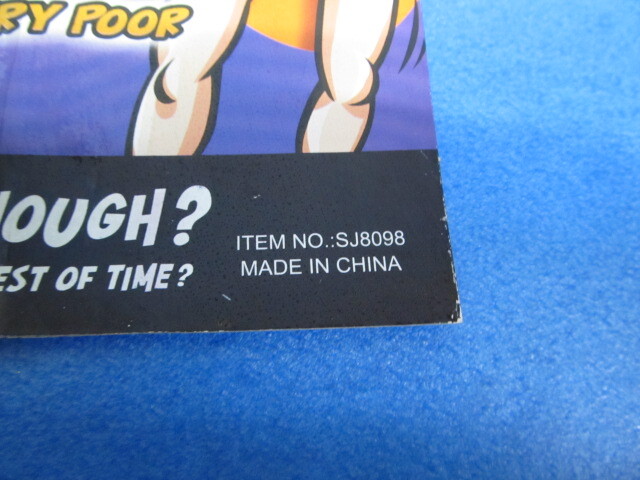 RY POOR
OUGH?
EST OF TIME?
ITEM NO.:SJ8098
MADE IN CHINA